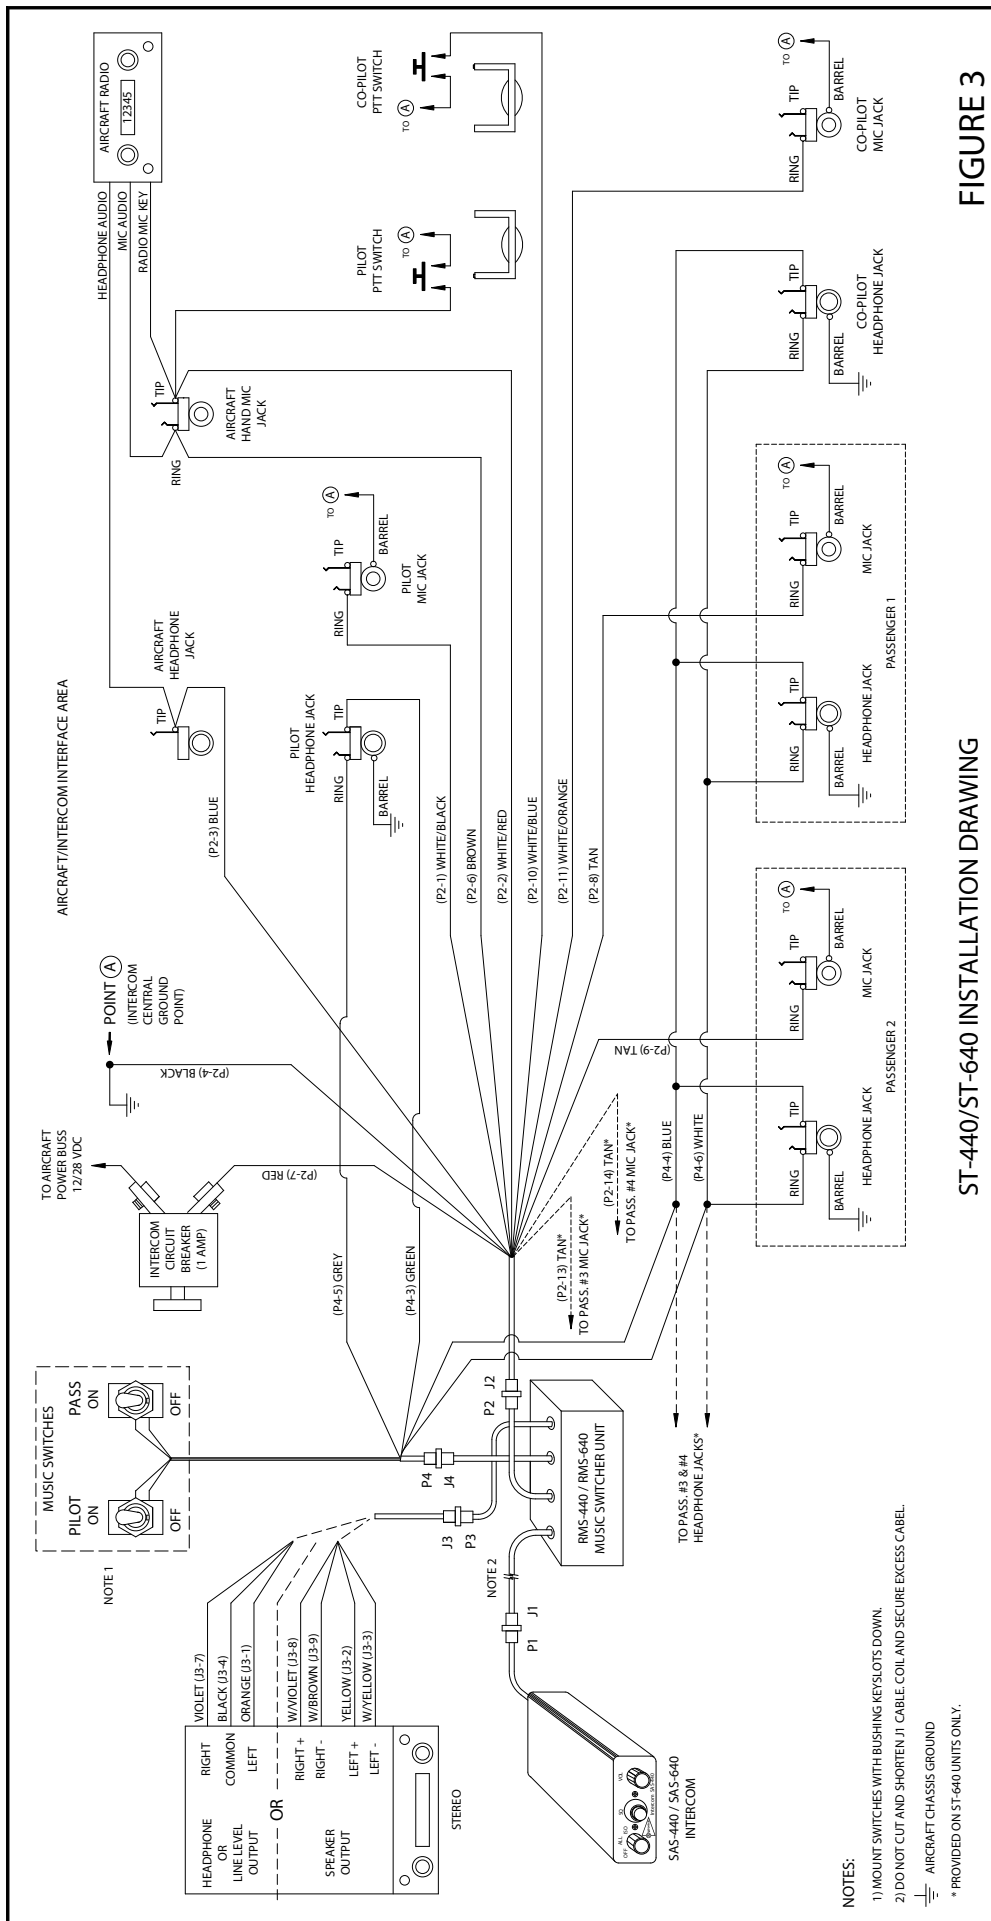 AIRCRAFT/INTERCOM INTERFACE AREA
MUSIC SWITCHES
PILOT
ON
OFF
PASS
ON
OFF
NOTE 1
TO AIRCRAFT
POWER BUSS
12/28 VDC
INTERCOM
CIRCUIT
BREAKER
(1 AMP)
(P2-7) RED
POINT A
(INTERCOM
CENTRAL
GROUND
POINT)
(P2-4) BLACK
(P2-3) BLUE
AIRCRAFT
HEADPHONE
JACK
TIP
HEADPHONE AUDIO
MIC AUDIO
RADIO MIC KEY
AIRCRAFT RADIO
12345
TIP
RING
AIRCRAFT
HAND MIC
JACK
VIOLET (J3-7)
BLACK (J3-4)
ORANGE (J3-1)
W/VIOLET (J3-8)
W/BROWN (J3-9)
YELLOW (J3-2)
W/YELLOW (J3-3)
HEADPHONE
OR
LINE LEVEL
OUTPUT
RIGHT
COMMON
LEFT
OR
SPEAKER
OUTPUT
RIGHT +
RIGHT -
LEFT +
LEFT -
STEREO
(P4-5) GREY
(P4-3) GREEN
PILOT
HEADPHONE JACK
RING
TIP
BARREL
PILOT
MIC JACK
RING
TIP
BARREL
TO A
PILOT
PTT SWITCH
TO A
CO-PILOT
PTT SWITCH
TO A
P4
J4
J3
P3
P2
J2
NOTE 2
P1
J1
RMS-440 / RMS-640
MUSIC SWITCHER UNIT
SAS-440 / SAS-640
INTERCOM
OFF
ALL
ISO
SQ
VOL
Intercom SAS-640
(P2-1) WHITE/BLACK
(P2-6) BROWN
(P2-2) WHITE/RED
(P2-10) WHITE/BLUE
(P2-11) WHITE/ORANGE
(P2-8) TAN
(P2-9) TAN
(P2-13) TAN*
TO PASS. #3 MIC JACK*
(P2-14) TAN*
TO PASS. #4 MIC JACK*
(P4-4) BLUE
(P4-6) WHITE
TO PASS. #3 & #4
HEADPHONE JACKS*
RING
TIP
BARREL
HEADPHONE JACK
RING
TIP
BARREL
TO A
MIC JACK
PASSENGER 2
RING
TIP
BARREL
HEADPHONE JACK
RING
TIP
BARREL
TO A
MIC JACK
PASSENGER 1
RING
TIP
BARREL
CO-PILOT
HEADPHONE JACK
RING
TIP
BARREL
TO A
CO-PILOT
MIC JACK
NOTES:
1) MOUNT SWITCHES WITH BUSHING KEYSLOTS DOWN.
2) DO NOT CUT AND SHORTEN J1 CABLE. COIL AND SECURE EXCESS CABEL.
AIRCRAFT CHASSIS GROUND
* PROVIDED ON ST-640 UNITS ONLY.
ST-440/ST-640 INSTALLATION DRAWING
FIGURE 3